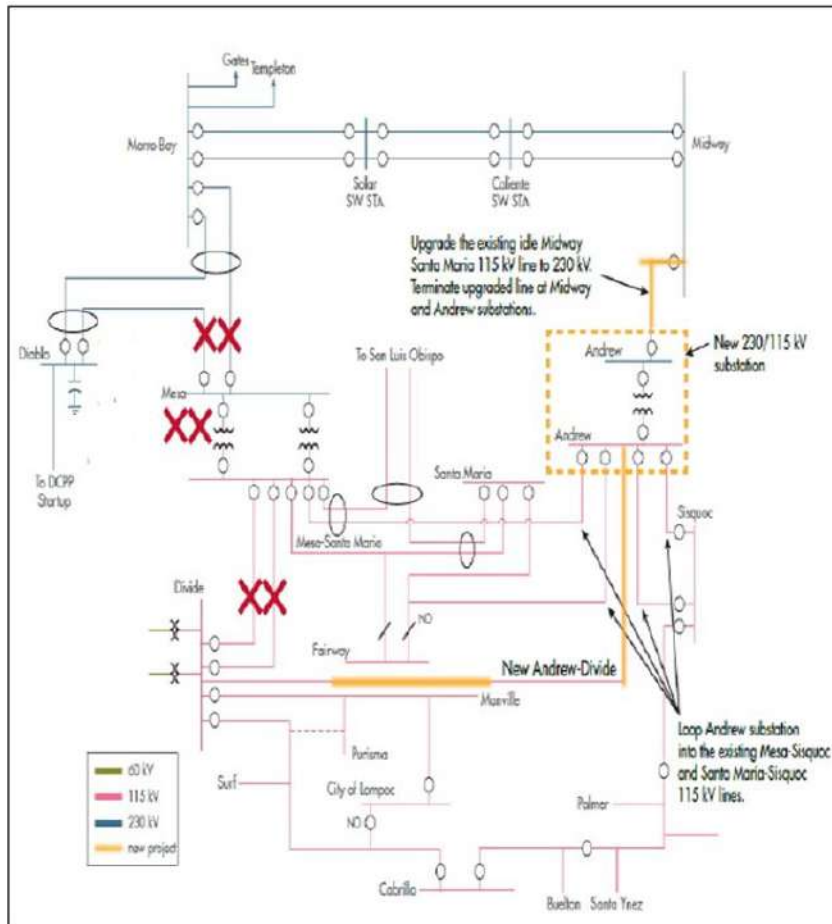 Gates
Templeton
Morro Bay
Midway
Solar
SW STA
Caliente
SW STA
Upgrade the existing idle Midway
Santa Maria 115 kV line to 230 kV.
Terminate upgraded line at Midway
and Andrew substations.
Diablo
To San Luis Obispo
Andrew
New 230/115 kV
substation
Mesa
Andrew
To DCPP
Startup
Santa Maria
Sisquoc
Mesa-Santa Maria
Divide
NO
Fairway
New Andrew-Divide
Manville
Purisma
Loop Andrew substation
into the existing Mesa-Sisquoc
and Santa Maria-Sisquoc
115 kV lines.
60 kV
115 kV
230 kV
new project
Surf
City of Lompoc
Palmer
NO
Cabrillo
Buelton
Santa Ynez